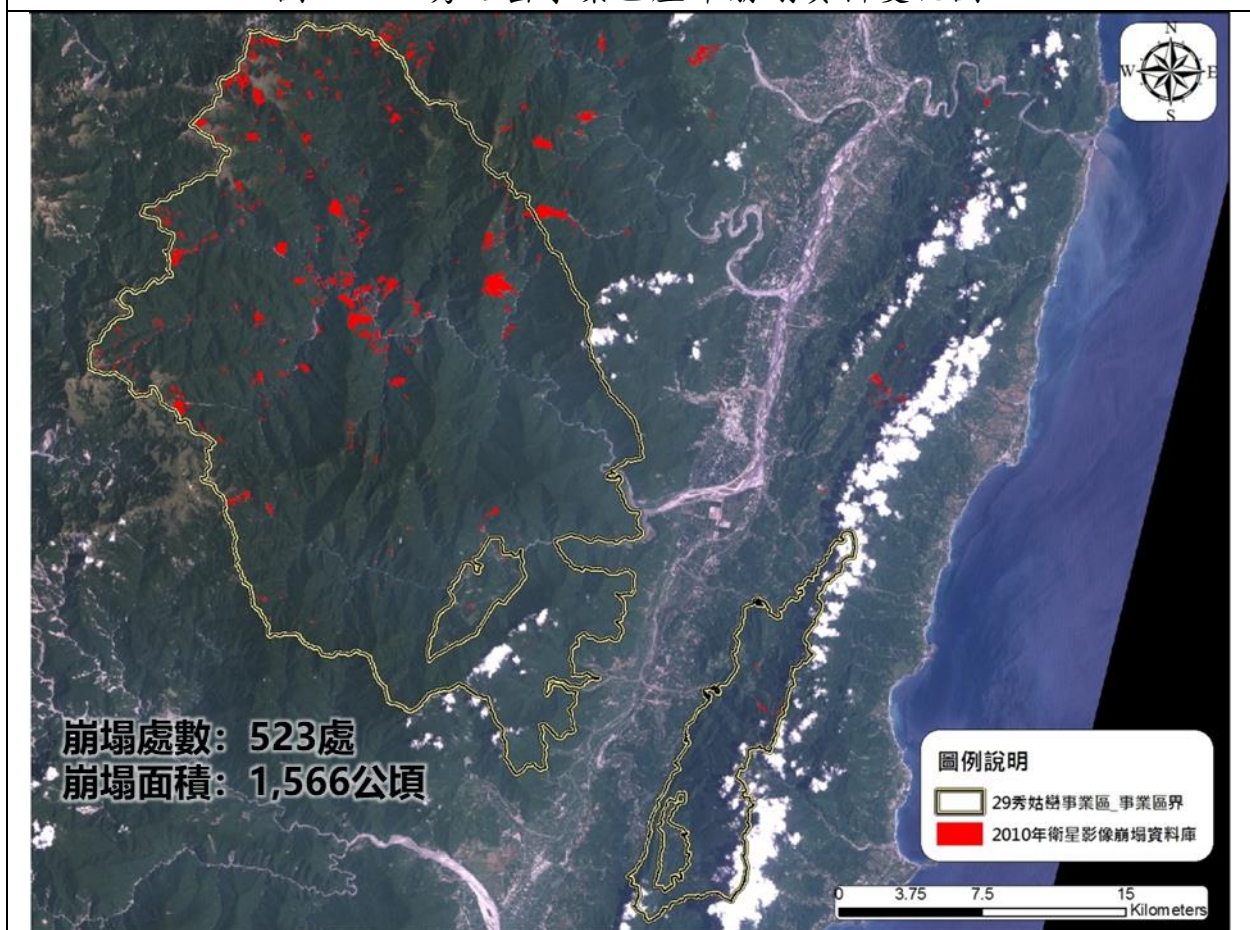 N
W E
S
崩塌處數：523處
崩塌面積：1,566公頃
圖例說明
29秀姑巒事業區_事業區界
2010年衛星影像崩塌資料庫
0 3.75 7.5 15
Kilometers